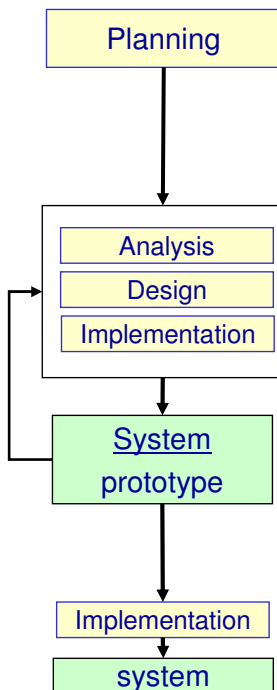 Planning
Analysis
Design
Implementation
System
prototype
Implementation
system